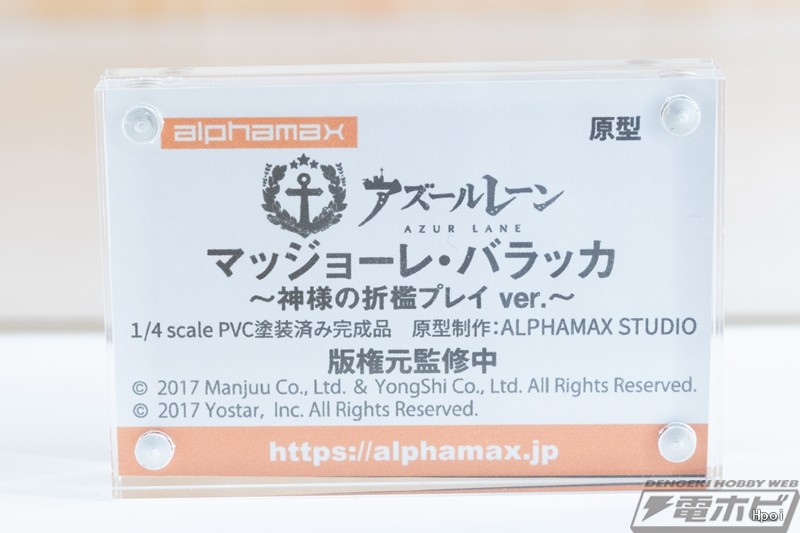 alphamax
原型
アズールレーン
AZUR LANE
マッジョーレ・バラッカ
～神様の折檻プレイ ver.～
1/4 scale PVC塗装済み完成品　原型制作：ALPHAMAX STUDIO
版権元監修中
© 2017 Manjuu Co., Ltd. & YongShi Co., Ltd. All Rights Reserved.
© 2017 Yostar, Inc. All Rights Reserved.
https://alphamax.jp
DENGEKI HOBBY WEB
電ホビ
Hpoi